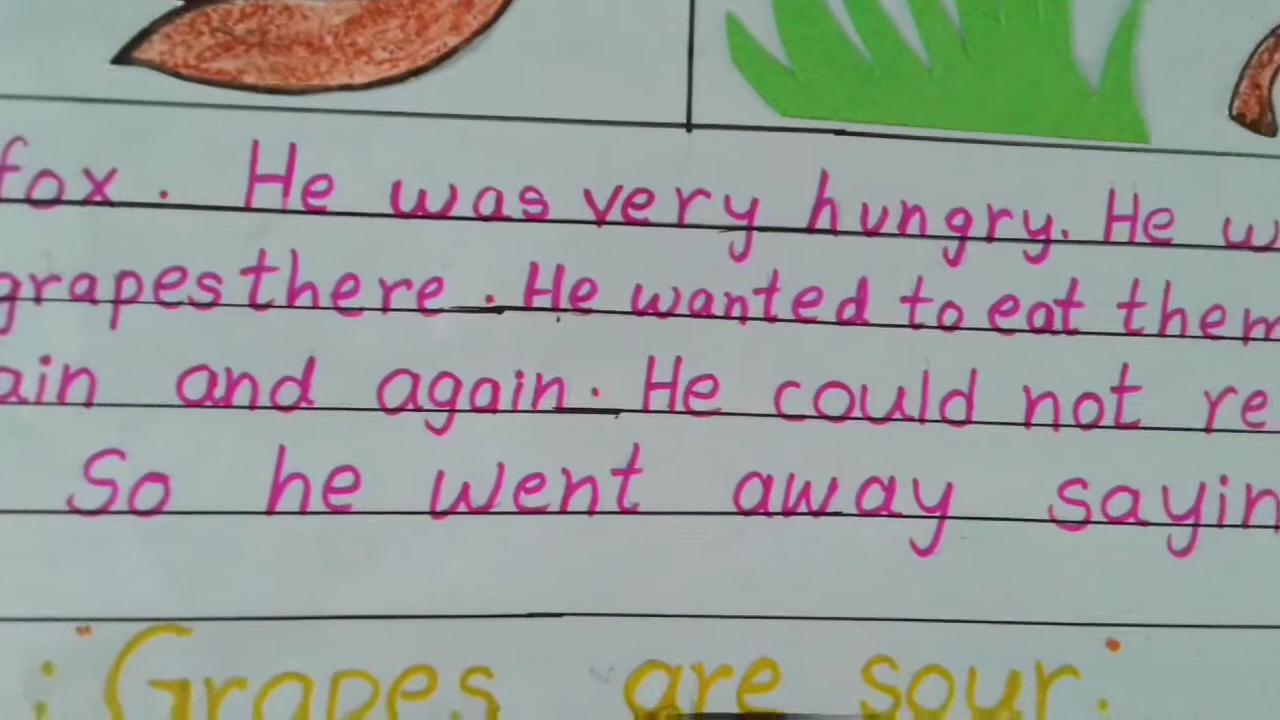 fox. He was very hungry. He w
grapes there. He wanted to eat them
ain and again. He could not re
So he went away sayin
: "Grapes are sour."